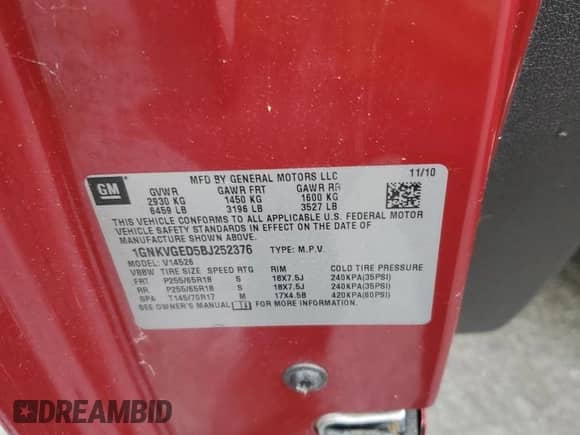 GM
MFD BY GENERAL MOTORS LLC 11/10
GVWR GAWR FRT GAWR RR
2930 KG 1450 KG 1600 KG
6459 LB 3196 LB 3527 LB
THIS VEHICLE CONFORMS TO ALL APPLICABLE U.S. FEDERAL MOTOR
VEHICLE SAFETY STANDARDS IN EFFECT ON THE DATE OF
MANUFACTURE SHOWN ABOVE.
1GNKVGED5BJ252376 TYPE: M.P.V.
MODEL: V14526
VBBW TIRE SIZE SPEED RTG RIM COLD TIRE PRESSURE
FRT. P255/65R18 S 18X7.5J 240KPA(35PSI)
RR. P255/65R18 S 18X7.5J 240KPA(35PSI)
SPA T145/70R17 M 17X4.5B 420KPA(60PSI)
SEE OWNER'S MANUAL FOR MORE INFORMATION.
DREAMBID